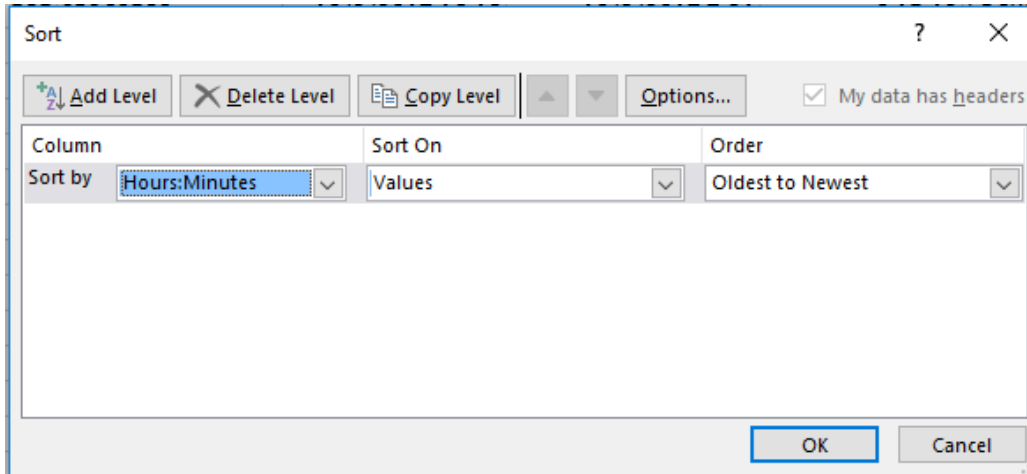 Sort ?
Add Level Delete Level Copy Level Options... My data has headers
Column Sort On Order
Sort by Hours:Minutes Values Oldest to Newest
OK Cancel